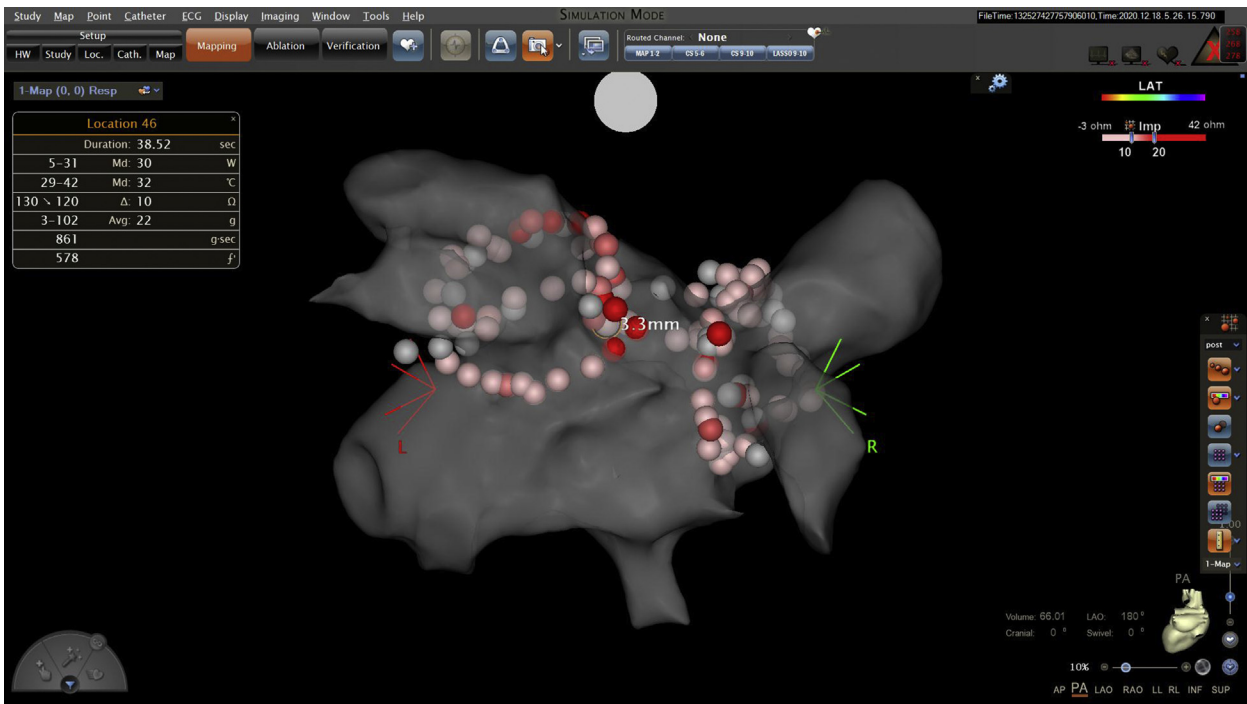 Study Map Point Catheter ECG Display Imaging Window Tools Help
SIMULATION MODE
FileTime:132527427757906010,Time:2020.12.18.5.26.15.790
Setup
HW Study Loc. Cath. Map
Mapping
Ablation
Verification
Routed Channel: None
MAP 1-2 CS 5-6 CS 9-10 LASSO 9-10
258
268
278
1-Map (0, 0) Resp
Location 46 x
Duration: 38.52 sec
5-31 Md: 30 W
29-42 Md: 32 °C
130 ↘ 120 Δ: 10 Ω
3-102 Avg: 22 g
861 g·sec
578
LAT
-3 ohm Imp 42 ohm
10 20
3.3mm
L
R
post
1.00
1-Map
PA
Volume: 66.01 LAO: 180 °
Cranial: 0 ° Swivel: 0 °
10%
AP PA LAO RAO LL RL INF SUP